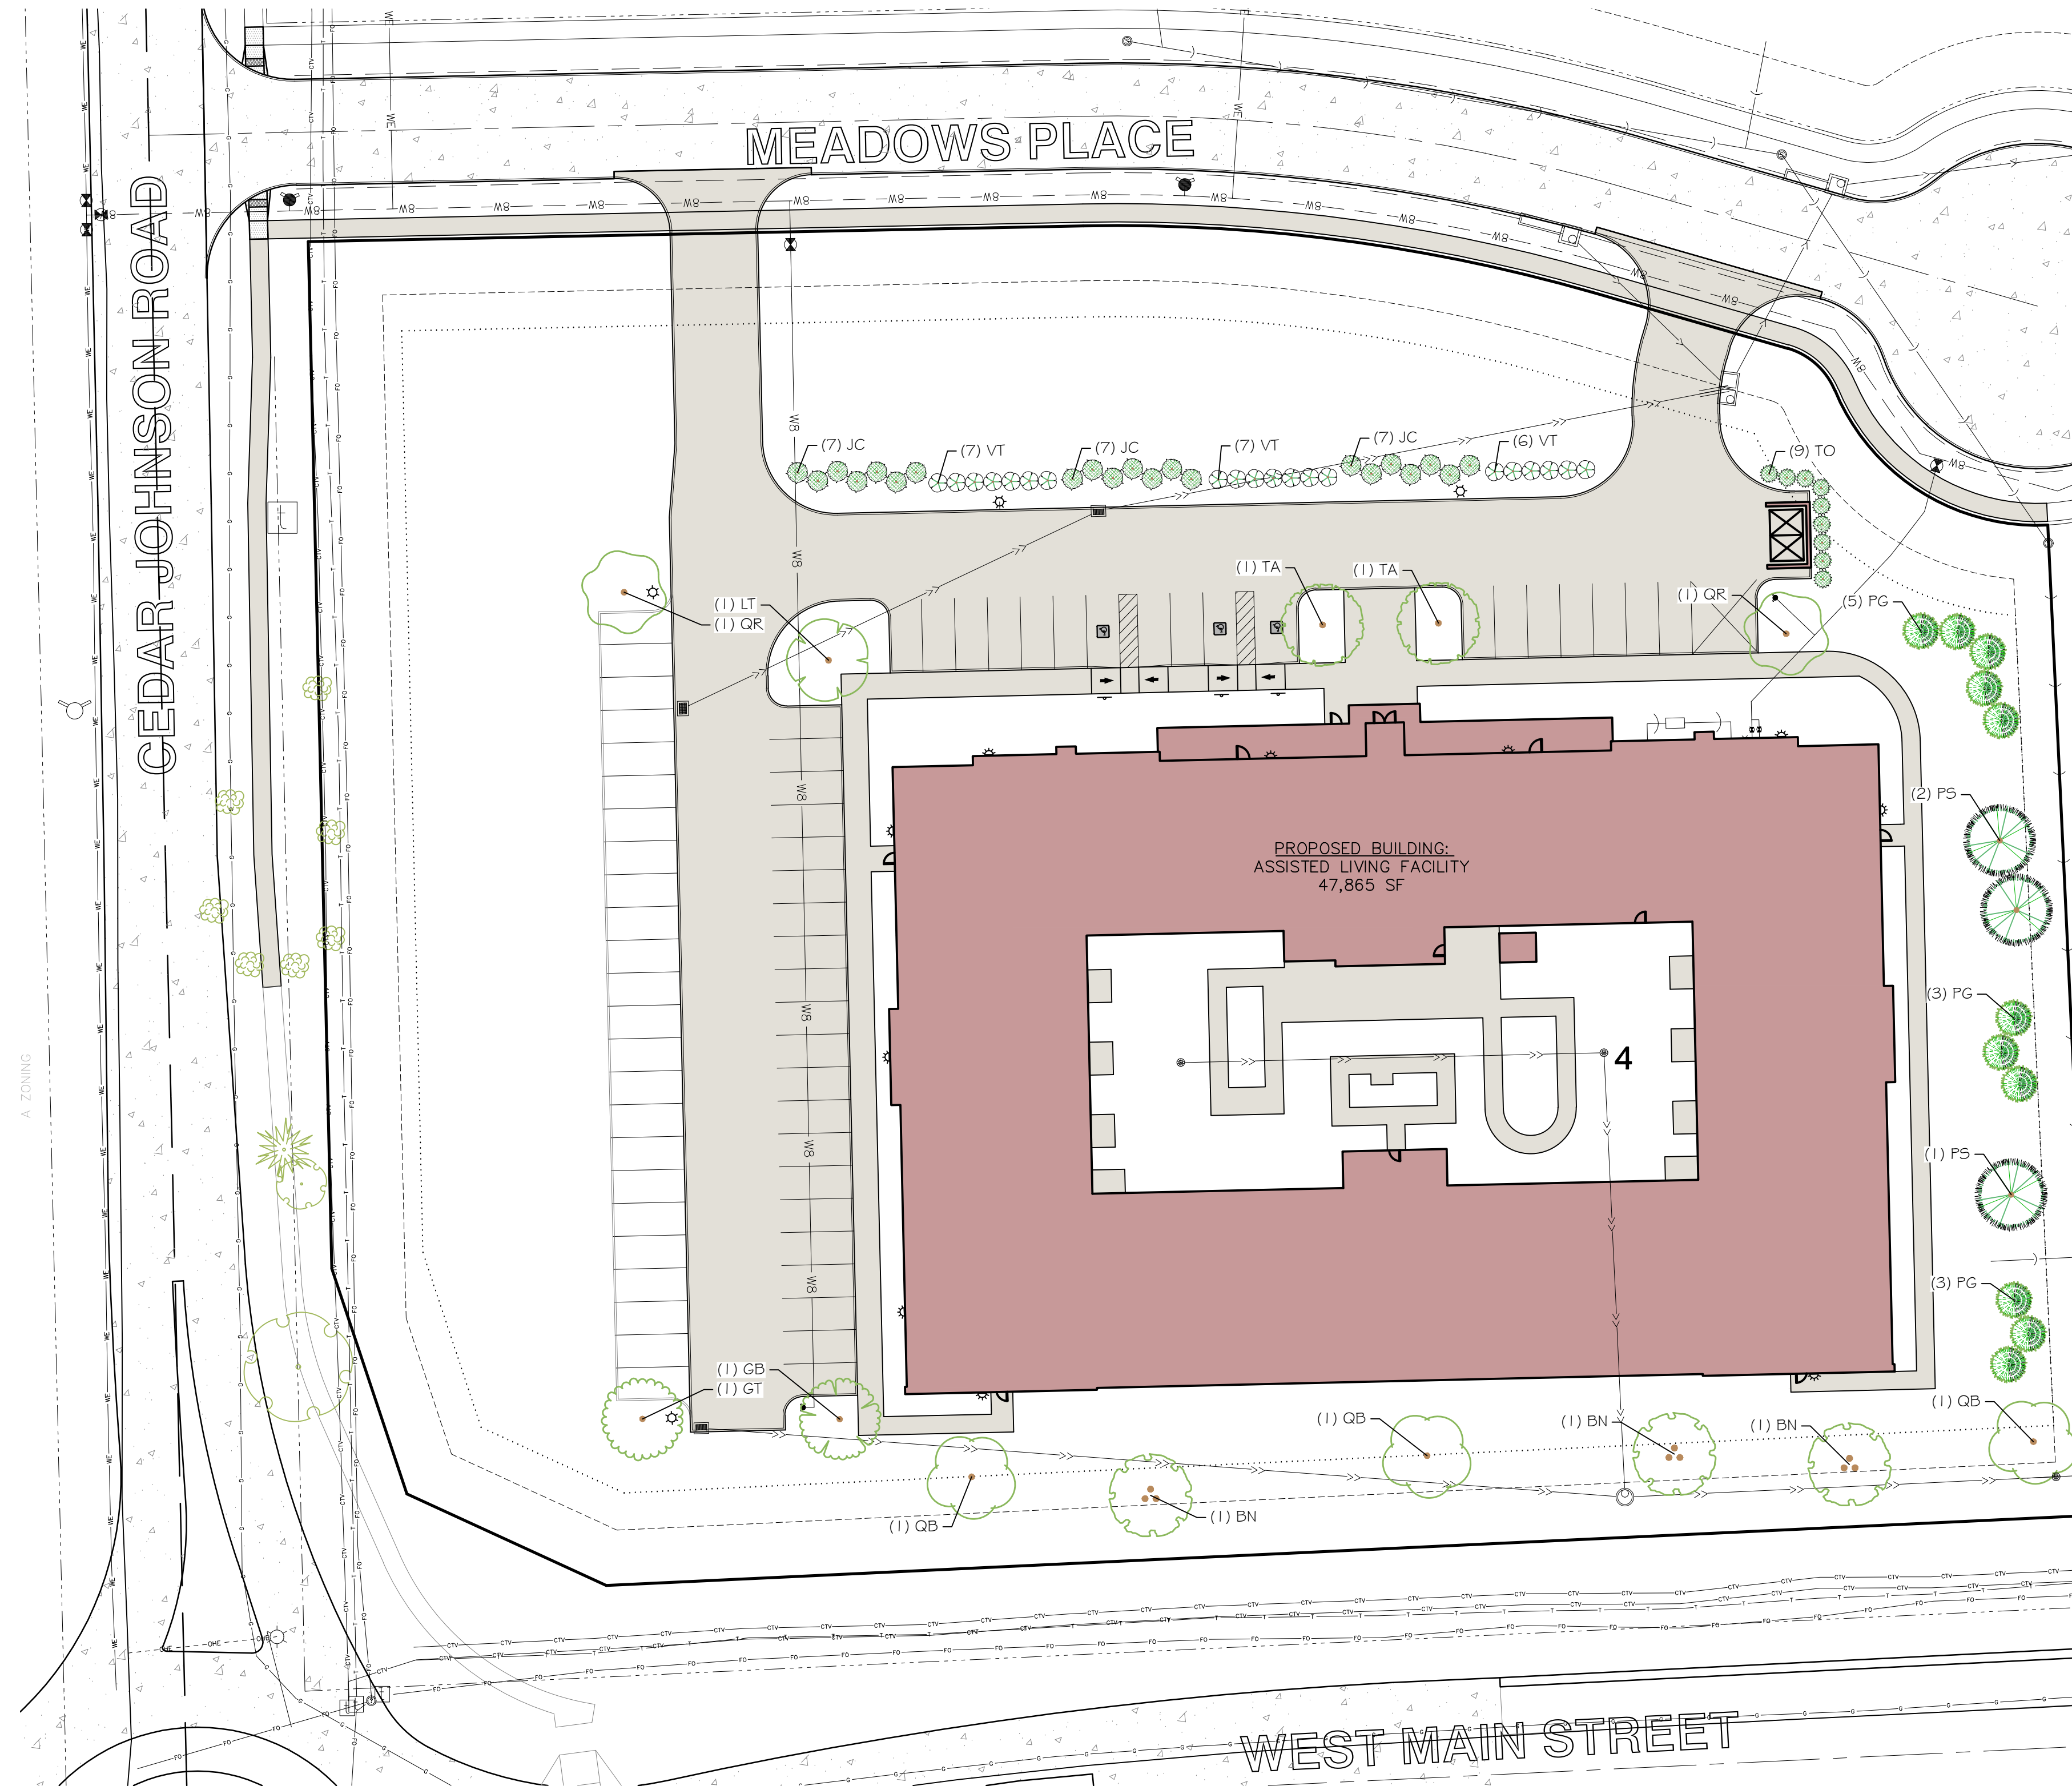 MEADOWS PLACE
CEDAR JOHNSON ROAD
(7) JC
(7) VT
(7) JC
(7) VT
(7) JC
(6) VT
(9) TO
(1) LT
(1) QR
(1) TA
(1) TA
(1) QR
(5) PG
(2) PS
PROPOSED BUILDING:
ASSISTED LIVING FACILITY
47,865 SF
(3) PG
4
A ZONING
(1) PS
(3) PG
(1) GB
(1) GT
(1) QB
(1) BN
(1) BN
(1) QB
(1) QB
(1) BN
WEST MAIN STREET